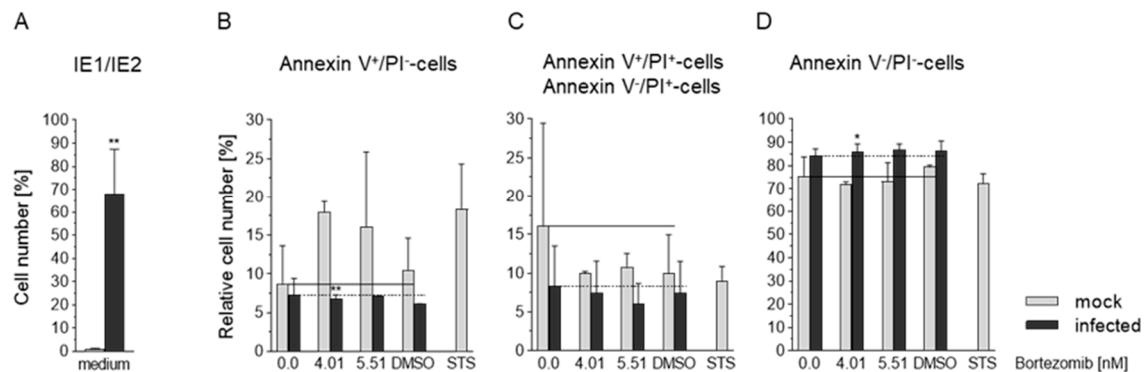 A
IE1/IE2
Cell number [%]
100
90
80
70
60
50
40
30
20
10
0
**
medium
B
Annexin V⁺/PI⁻-cells
Relative cell number [%]
30
25
20
15
10
5
0
**
0.0 4.01 5.51 DMSO STS
C
Annexin V⁺/PI⁺-cells
Annexin V⁻/PI⁺-cells
30
25
20
15
10
5
0
0.0 4.01 5.51 DMSO STS
D
Annexin V⁻/PI⁻-cells
100
90
80
70
60
50
40
30
20
10
0
*
0.0 4.01 5.51 DMSO STS
mock
infected
Bortezomib [nM]